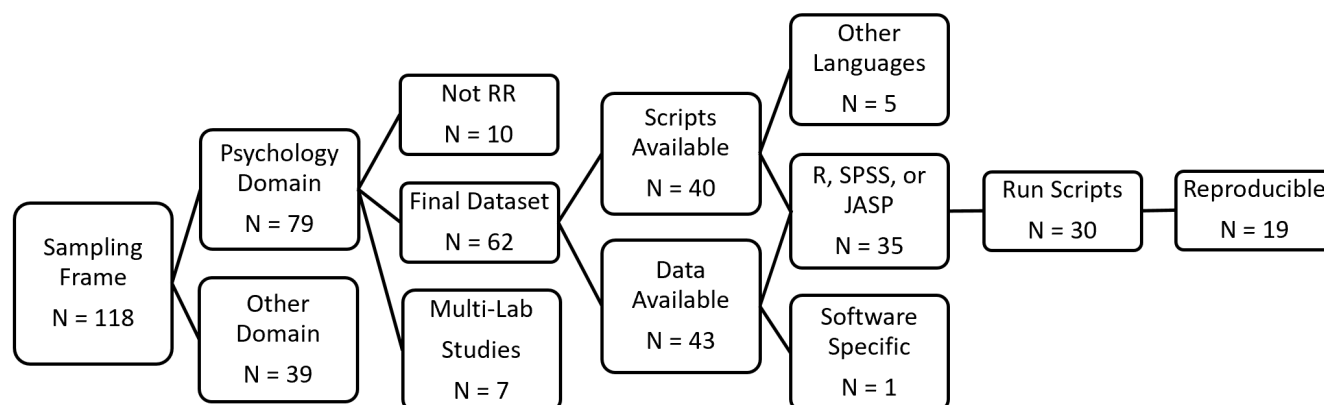 Sampling
Frame
N = 118
Psychology
Domain
N = 79
Other
Domain
N = 39
Not RR
N = 10
Final Dataset
N = 62
Multi-Lab
Studies
N = 7
Scripts
Available
N = 40
Data
Available
N = 43
Other
Languages
N = 5
R, SPSS, or
JASP
N = 35
Software
Specific
N = 1
Run Scripts
N = 30
Reproducible
N = 19